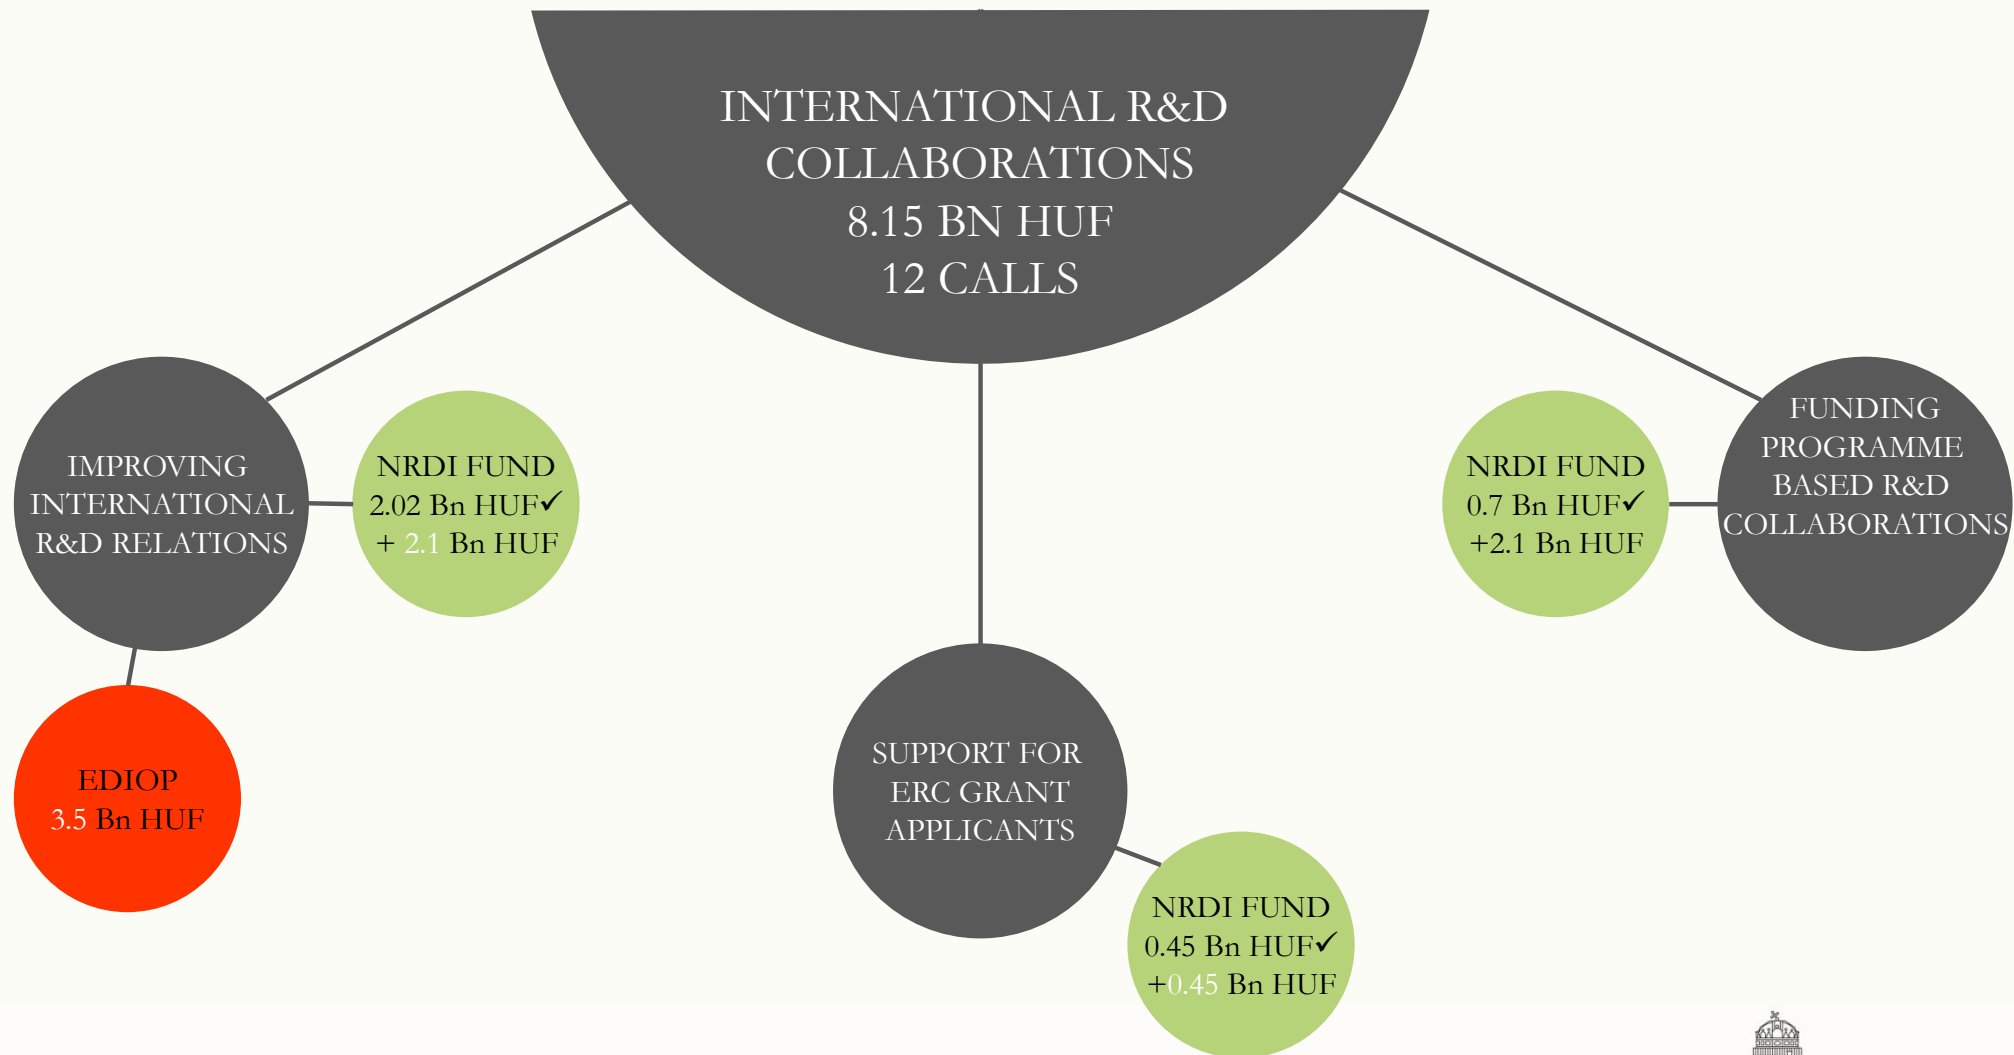 INTERNATIONAL R&D
COLLABORATIONS
8.15 BN HUF
12 CALLS
IMPROVING
INTERNATIONAL
R&D RELATIONS
NRDI FUND
2.02 Bn HUF✓
+ 2.1 Bn HUF
EDIOP
3.5 Bn HUF
SUPPORT FOR
ERC GRANT
APPLICANTS
NRDI FUND
0.45 Bn HUF✓
+0.45 Bn HUF
NRDI FUND
0.7 Bn HUF✓
+2.1 Bn HUF
FUNDING
PROGRAMME
BASED R&D
COLLABORATIONS